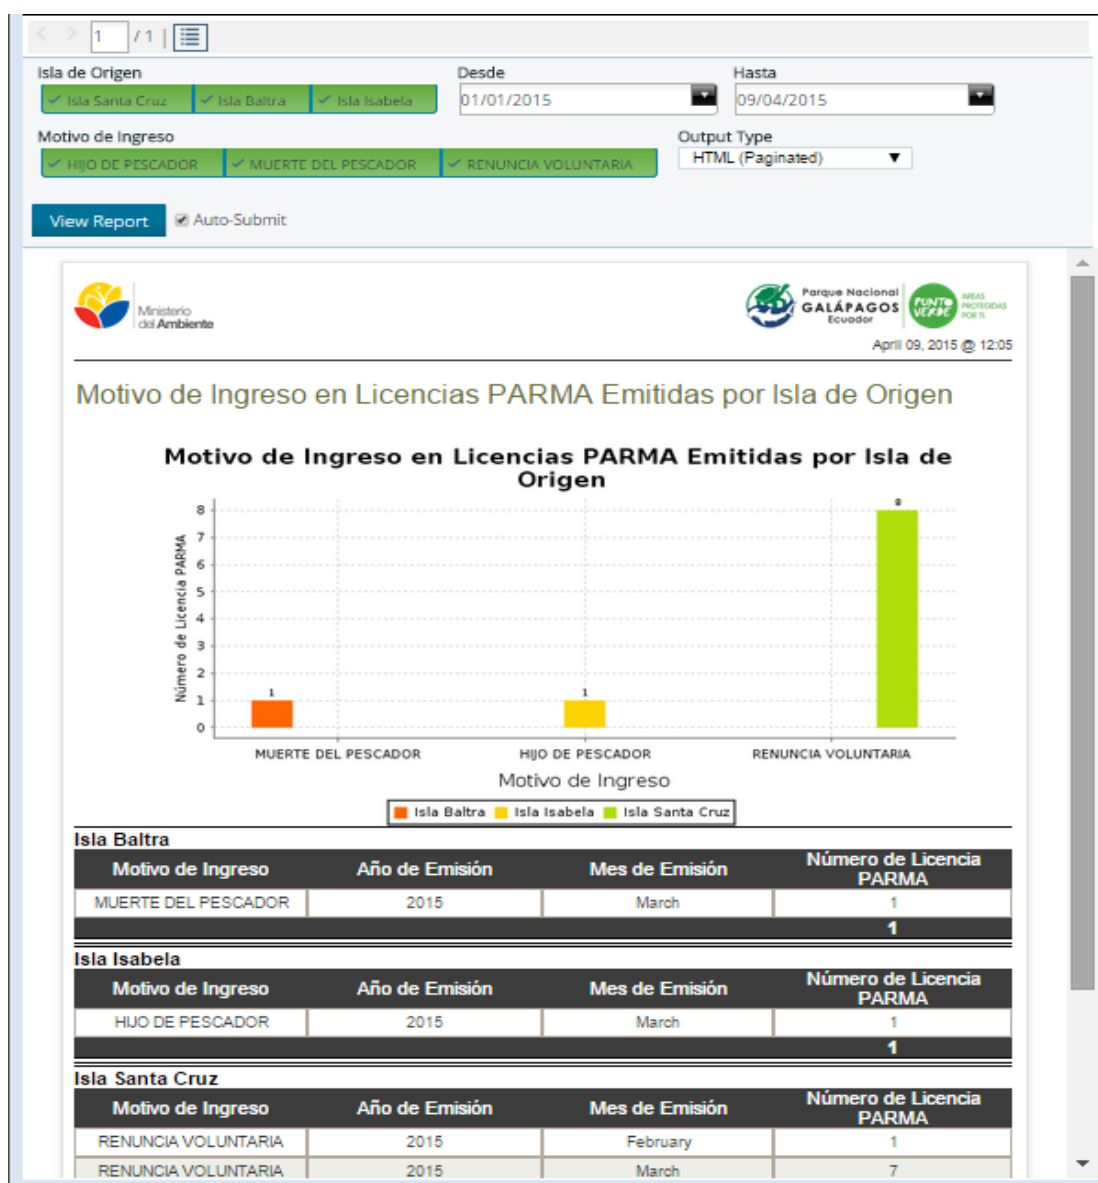 1 / 1 |
Isla de Origen Desde Hasta
✓ Isla Santa Cruz ✓ Isla Baltra ✓ Isla Isabela 01/01/2015 09/04/2015
Motivo de Ingreso Output Type
✓ HIJO DE PESCADOR ✓ MUERTE DEL PESCADOR ✓ RENUNCIA VOLUNTARIA HTML (Paginated)
View Report Auto-Submit
Ministerio
del Ambiente
Parque Nacional
GALÁPAGOS
Ecuador
PUNTO
VERDE
AREAS
PROTEGIDAS
POR TI.
April 09, 2015 @ 12:05
Motivo de Ingreso en Licencias PARMA Emitidas por Isla de Origen
Motivo de Ingreso en Licencias PARMA Emitidas por Isla de
Origen
Número de Licencia PARMA
8
7
6
5
4
3
2
1
0
1 1 8
MUERTE DEL PESCADOR HIJO DE PESCADOR RENUNCIA VOLUNTARIA
Motivo de Ingreso
Isla Baltra Isla Isabela Isla Santa Cruz
Isla Baltra
Motivo de Ingreso Año de Emisión Mes de Emisión Número de Licencia PARMA
MUERTE DEL PESCADOR 2015 March 1
1
Isla Isabela
Motivo de Ingreso Año de Emisión Mes de Emisión Número de Licencia PARMA
HIJO DE PESCADOR 2015 March 1
1
Isla Santa Cruz
Motivo de Ingreso Año de Emisión Mes de Emisión Número de Licencia PARMA
RENUNCIA VOLUNTARIA 2015 February 1
RENUNCIA VOLUNTARIA 2015 March 7